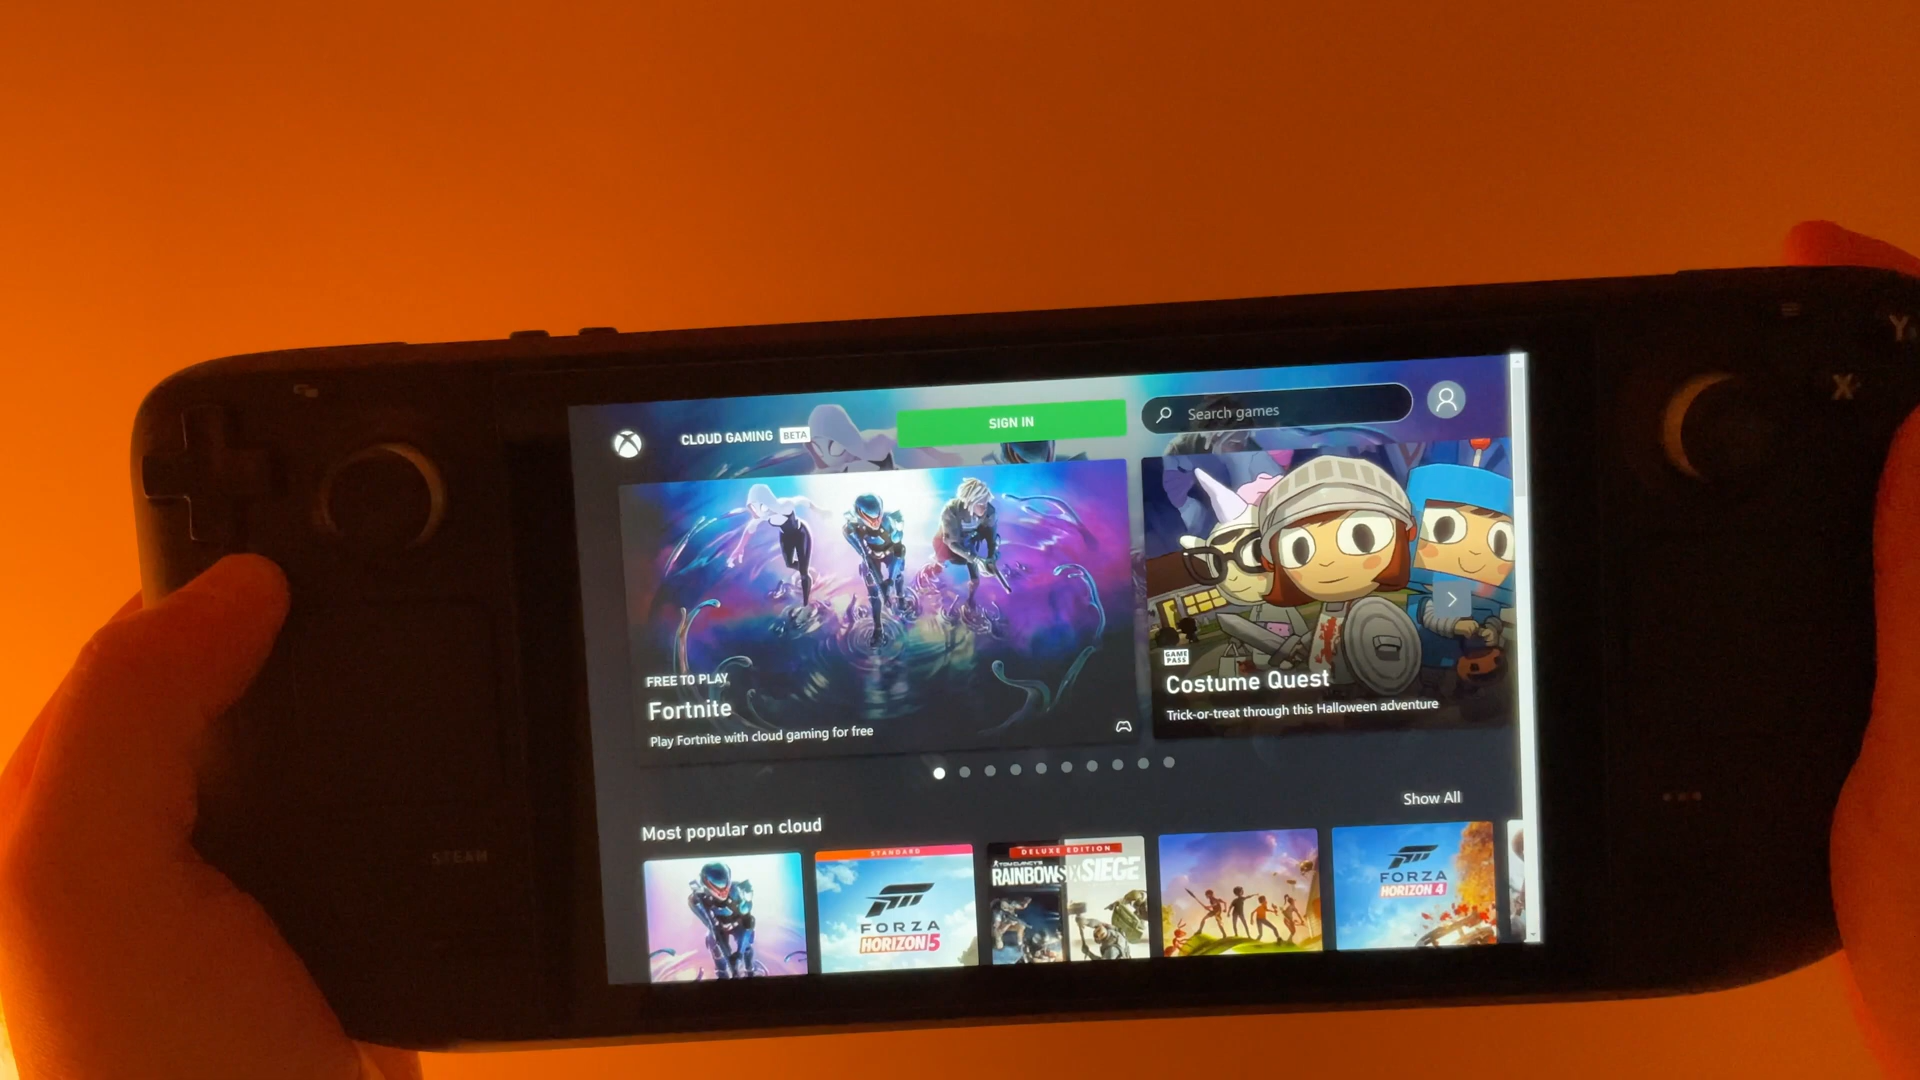 CLOUD GAMING BETA
SIGN IN
Search games
FREE TO PLAY
Fortnite
Play Fortnite with cloud gaming for free
GAME PASS
Costume Quest
Trick-or-treat through this Halloween adventure
Show All
Most popular on cloud
STANDARD
FORZA
HORIZON 5
DELUXE EDITION
TOM CLANCY'S
RAINBOW SIX SIEGE
FORZA
HORIZON 4
STEAM
Y
X